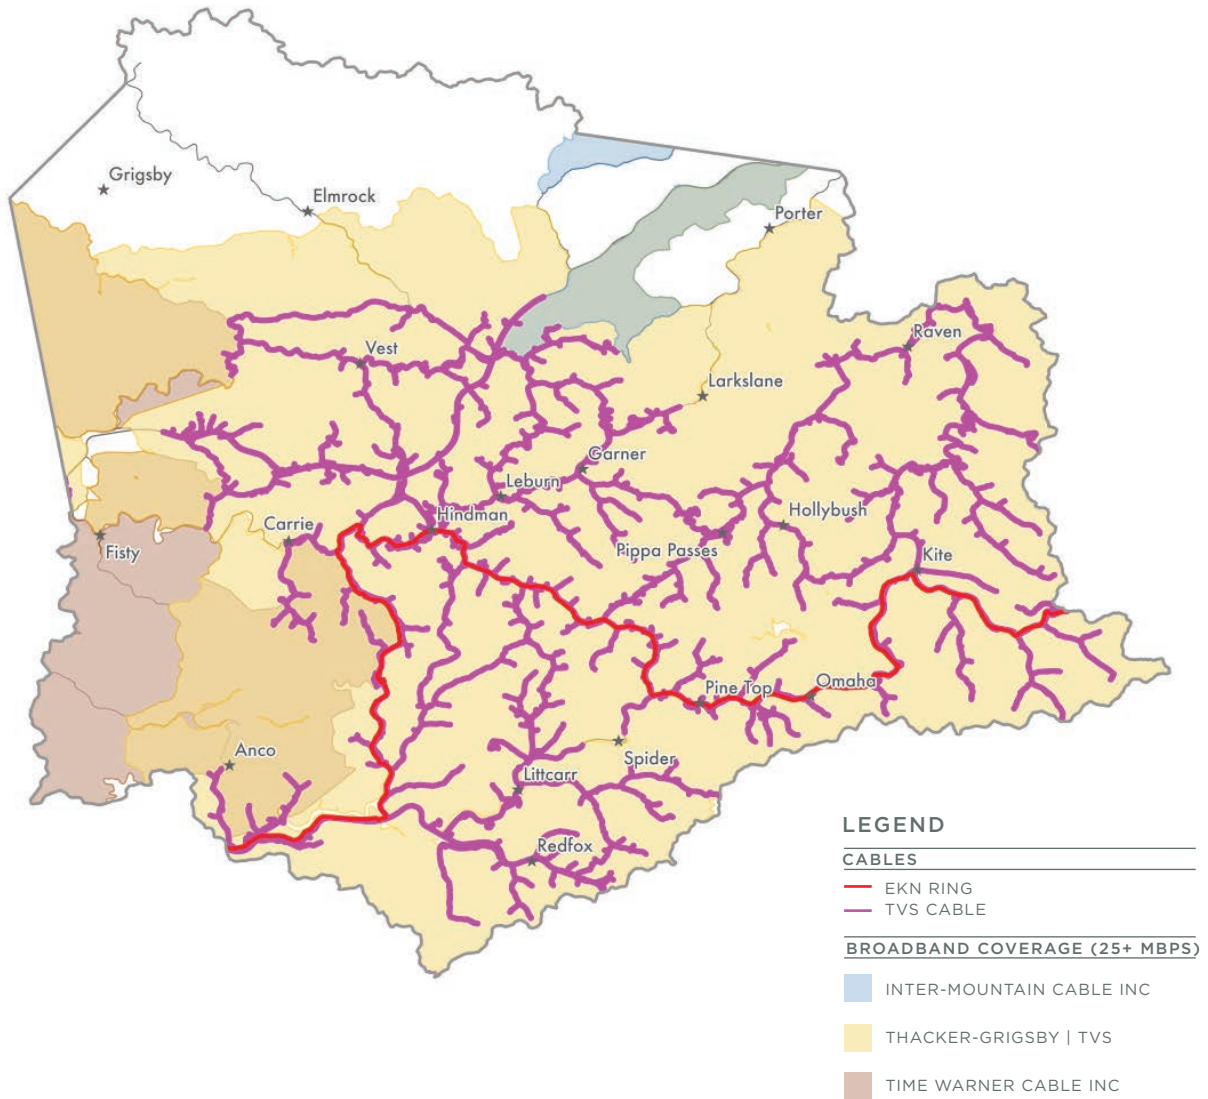 Grigsby
Elmrock
Porter
Raven
Vest
Larkslane
Garner
Leburn
Hindman
Hollybush
Carrie
Fisty
Pippa Passes
Kite
Pine Top
Omaha
Anco
Spider
Littcarr
Redfox
LEGEND
CABLES
EKN RING
TVS CABLE
BROADBAND COVERAGE (25+ MBPS)
INTER-MOUNTAIN CABLE INC
THACKER-GRIGSBY | TVS
TIME WARNER CABLE INC